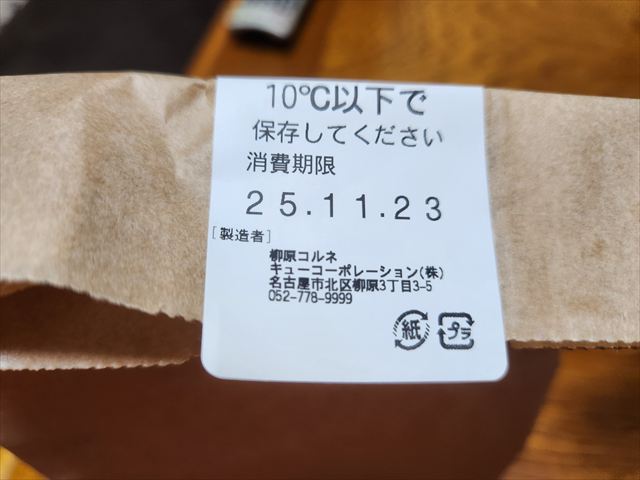 10℃以下で
保存してください
消費期限
25.11.23
[製造者]
柳原コルネ
キューコーポレーション(株)
名古屋市北区柳原3丁目3-5
052-778-9999
紙 プラ